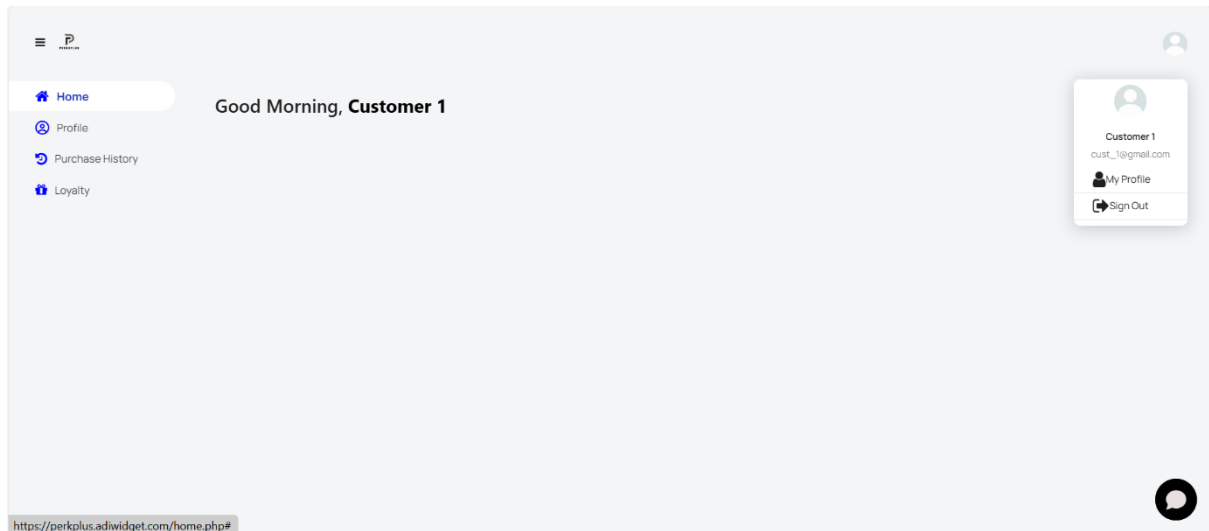 PERKPLUS
Home
Profile
Purchase History
Loyalty
Good Morning, Customer 1
Customer 1
cust_1@gmail.com
My Profile
Sign Out
https://perkplus.adiwidget.com/home.php#